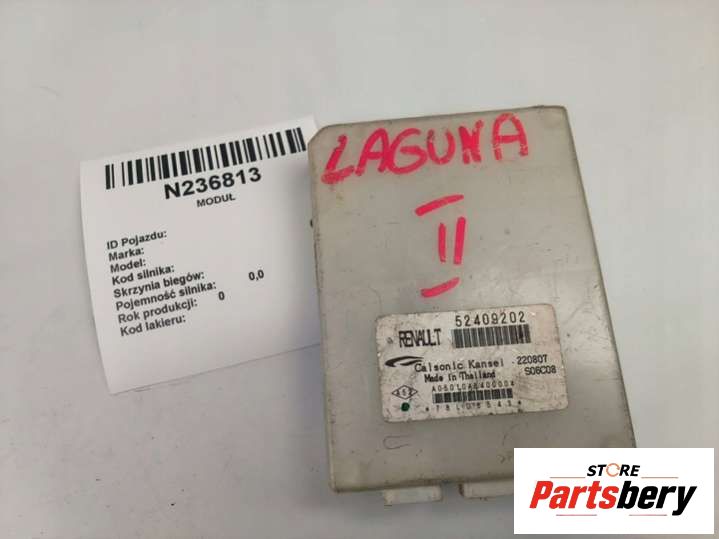 N236813
MODUŁ
ID Pojazdu:
Marka:
Model:
Kod silnika:
Skrzynia biegów:
Pojemność silnika: 0,0
Rok produkcji: 0
Kod lakieru:
LAGUNA
II
RENAULT 52409202
Calsonic Kansei 220807
Made in Thailand S06C08
STORE
Partsbery